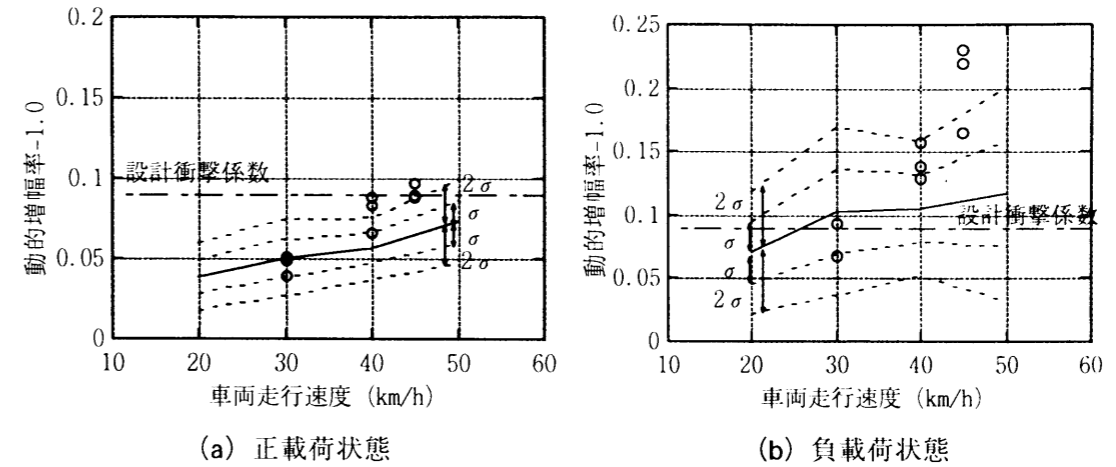 0.2
0.15
0.1
0.05
0
動的増幅率-1.0
設計衝撃係数
2σ
σ
σ
2σ
10 20 30 40 50 60
車両走行速度 (km/h)
(a) 正載荷状態
0.25
0.2
0.15
0.1
0.05
0
動的増幅率-1.0
2σ
σ
σ
2σ
設計衝撃係数
10 20 30 40 50 60
車両走行速度 (km/h)
(b) 負載荷状態